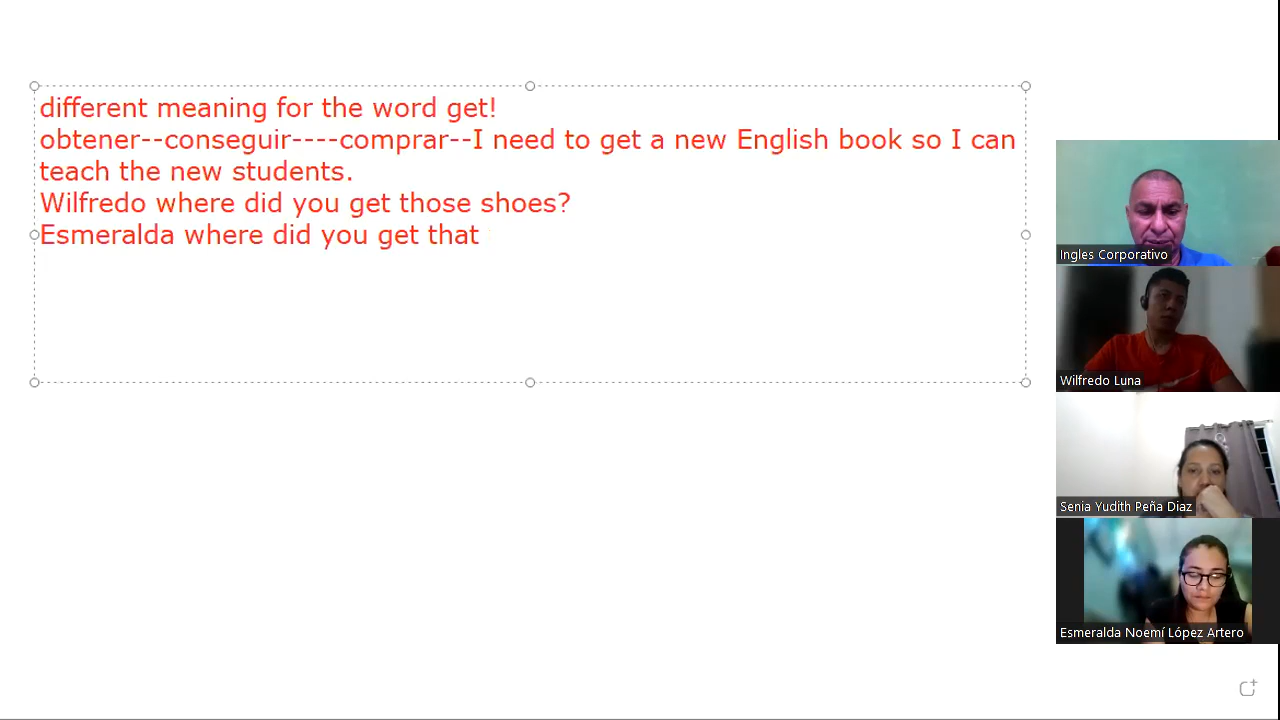 different meaning for the word get!
obtener--conseguir----comprar--I need to get a new English book so I can
teach the new students.
Wilfredo where did you get those shoes?
Esmeralda where did you get that
Ingles Corporativo
Wilfredo Luna
Senia Yudith Peña Diaz
Esmeralda Noemí López Artero